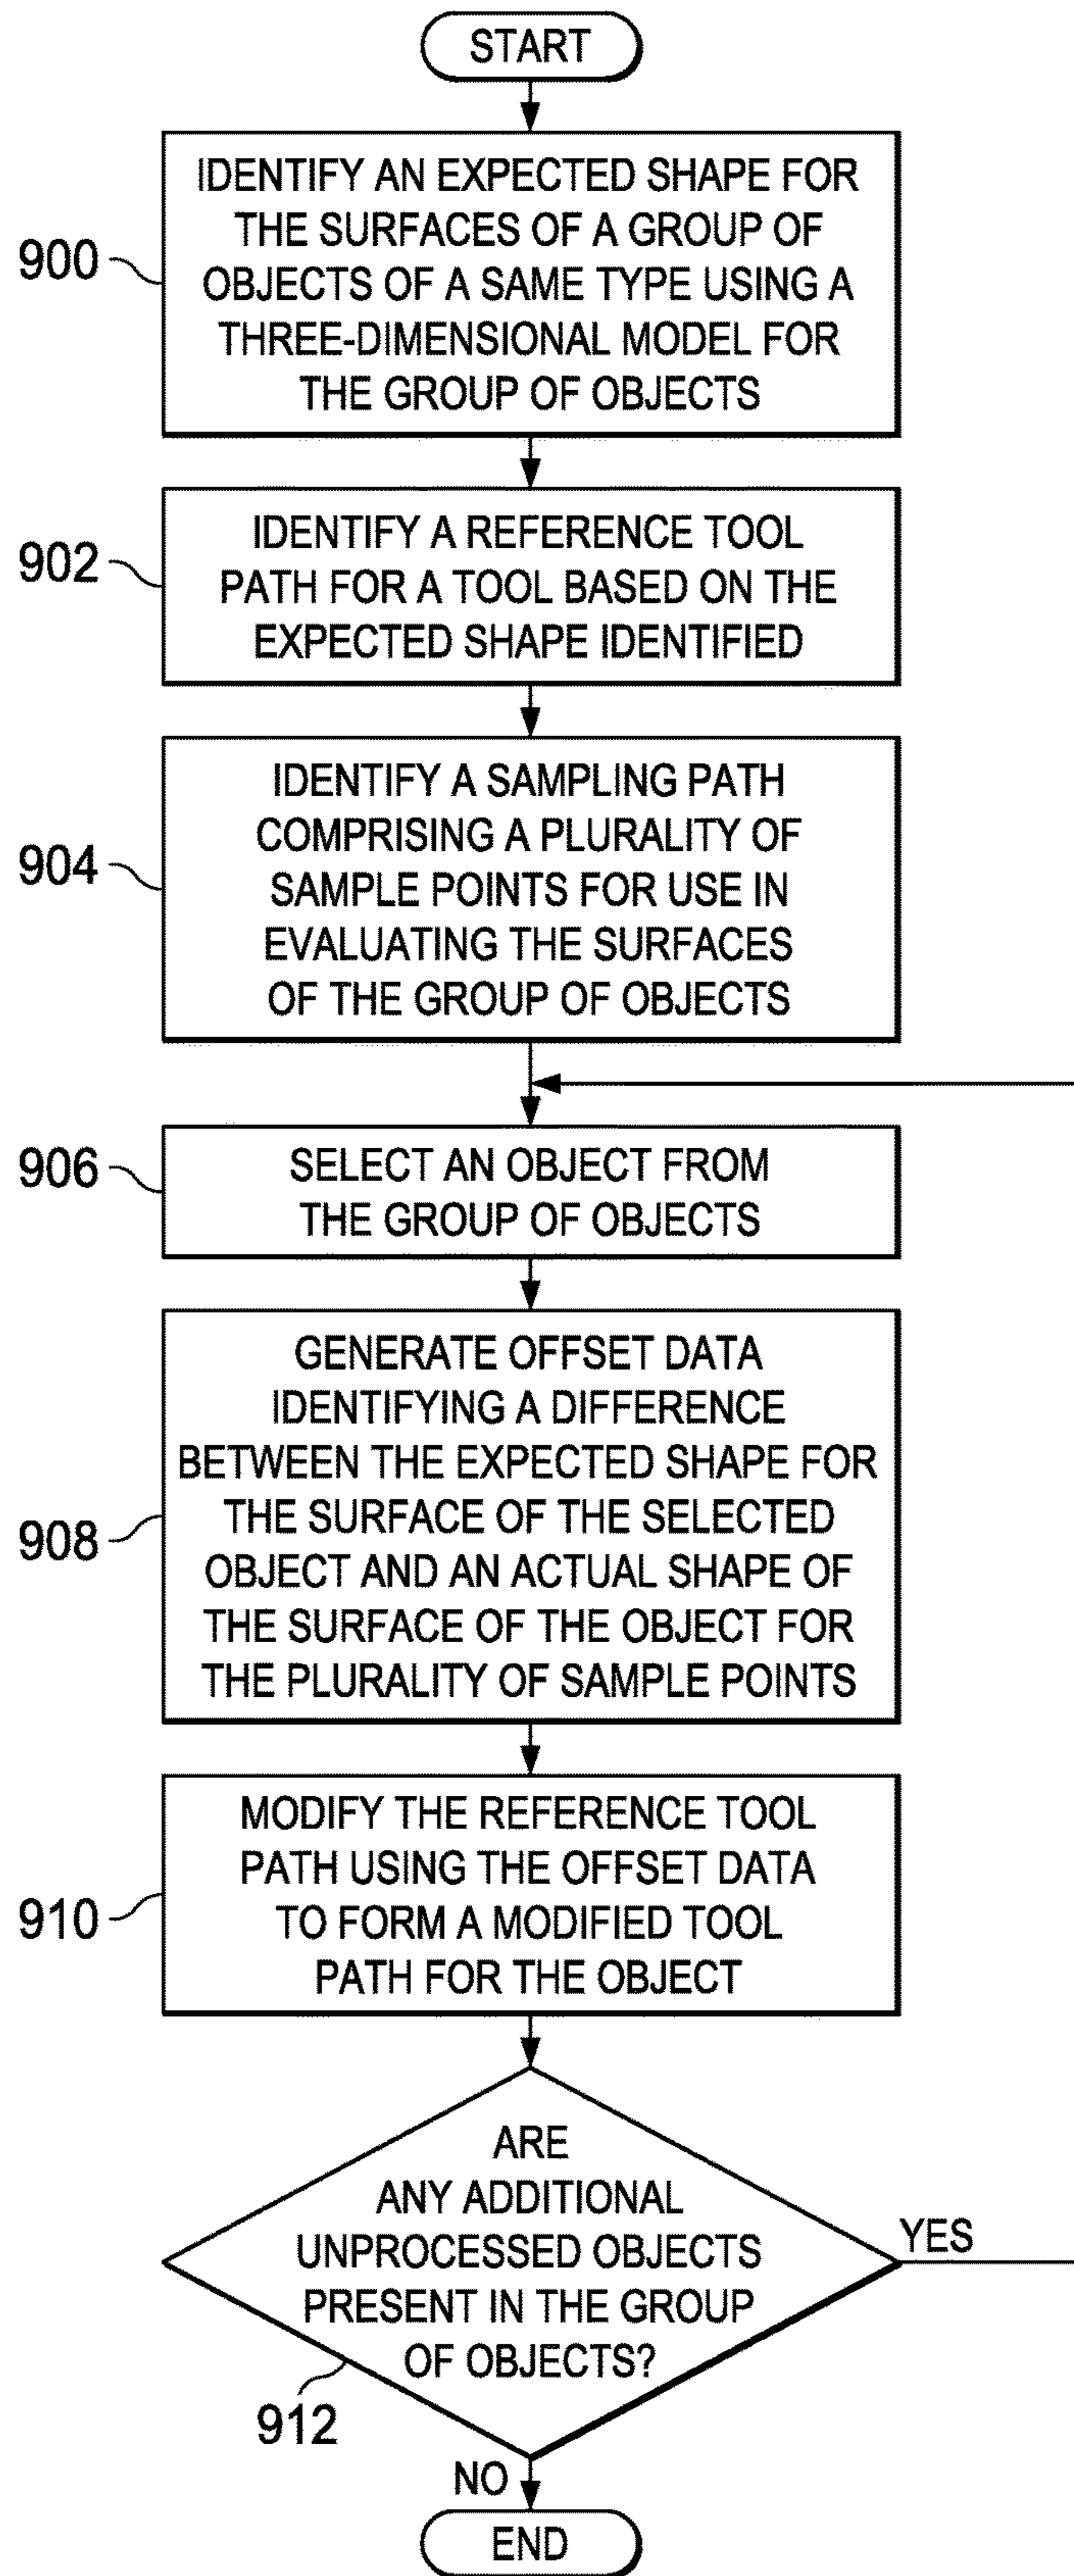 START
900
IDENTIFY AN EXPECTED SHAPE FOR
THE SURFACES OF A GROUP OF
OBJECTS OF A SAME TYPE USING A
THREE-DIMENSIONAL MODEL FOR
THE GROUP OF OBJECTS
902
IDENTIFY A REFERENCE TOOL
PATH FOR A TOOL BASED ON THE
EXPECTED SHAPE IDENTIFIED
904
IDENTIFY A SAMPLING PATH
COMPRISING A PLURALITY OF
SAMPLE POINTS FOR USE IN
EVALUATING THE SURFACES
OF THE GROUP OF OBJECTS
906
SELECT AN OBJECT FROM
THE GROUP OF OBJECTS
908
GENERATE OFFSET DATA
IDENTIFYING A DIFFERENCE
BETWEEN THE EXPECTED SHAPE FOR
THE SURFACE OF THE SELECTED
OBJECT AND AN ACTUAL SHAPE OF
THE SURFACE OF THE OBJECT FOR
THE PLURALITY OF SAMPLE POINTS
910
MODIFY THE REFERENCE TOOL
PATH USING THE OFFSET DATA
TO FORM A MODIFIED TOOL
PATH FOR THE OBJECT
ARE
ANY ADDITIONAL
UNPROCESSED OBJECTS
PRESENT IN THE GROUP
OF OBJECTS?
YES
912
NO
END